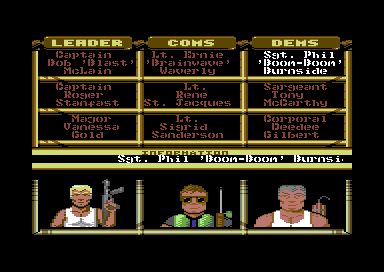 LEADER COMS DEMS
Captain Lt. Ernie Sgt. Phil
Bob 'Blast' 'Brainwave' 'Boom-Boom'
McLain Waverly Burnside
Captain Lt. Sergeant
Roger Rene Tony
Stanfast St. Jacques McCarthy
Major Lt. Corporal
Vanessa Sigrid Deedee
Gold Sanderson Gilbert
INFORMATION
Sgt. Phil 'Boom-Boom' Burnsi